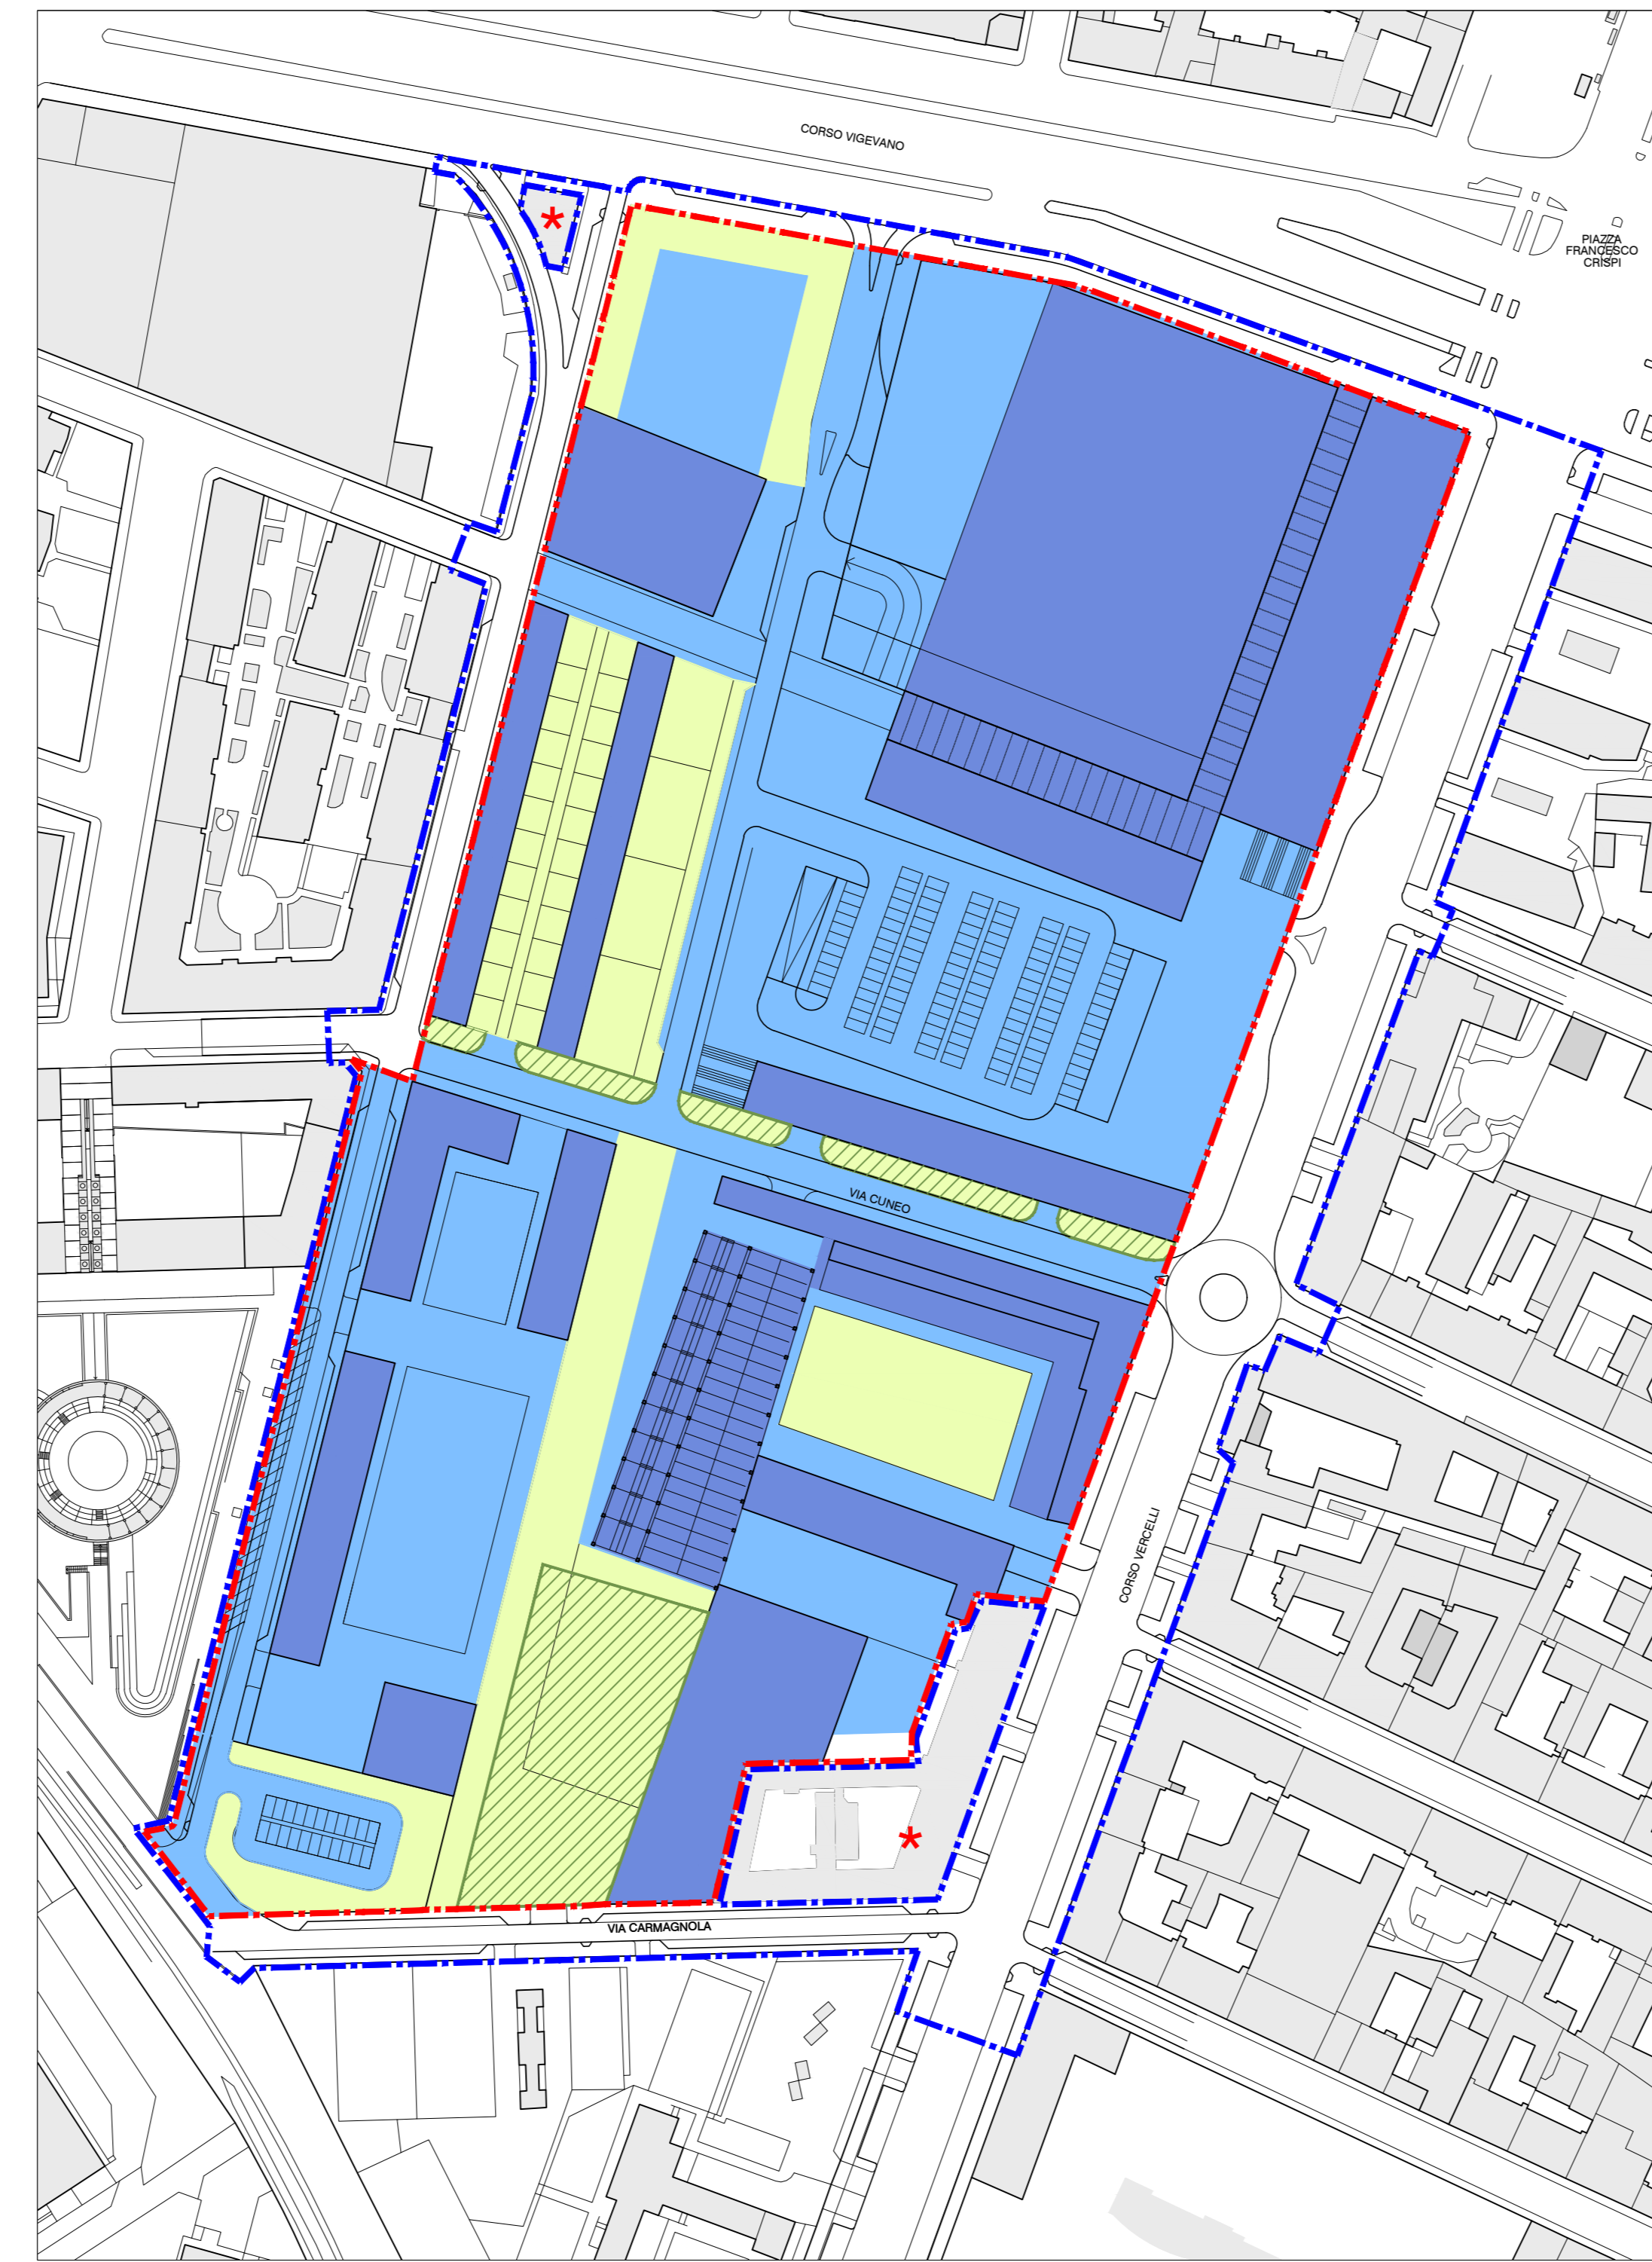 CORSO VIGEVANO
PIAZZA
FRANCESCO
CRISPI
VIA CUNEO
CORSO VERCELLI
VIA CARMAGNOLA